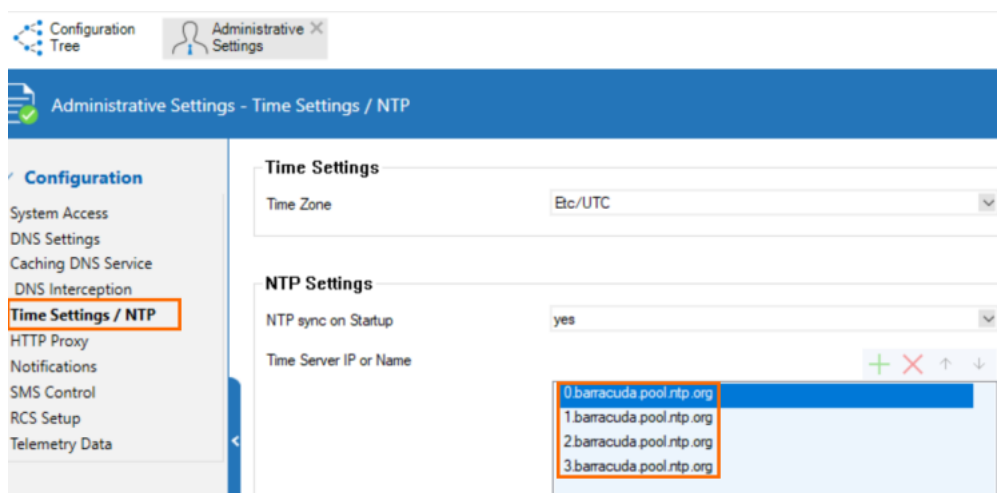 Configuration
Tree
Administrative
Settings
Administrative Settings - Time Settings / NTP
Configuration
System Access
DNS Settings
Caching DNS Service
DNS Interception
Time Settings / NTP
HTTP Proxy
Notifications
SMS Control
RCS Setup
Telemetry Data
Time Settings
Time Zone
Etc/UTC
NTP Settings
NTP sync on Startup
yes
Time Server IP or Name
0.barracuda.pool.ntp.org
1.barracuda.pool.ntp.org
2.barracuda.pool.ntp.org
3.barracuda.pool.ntp.org